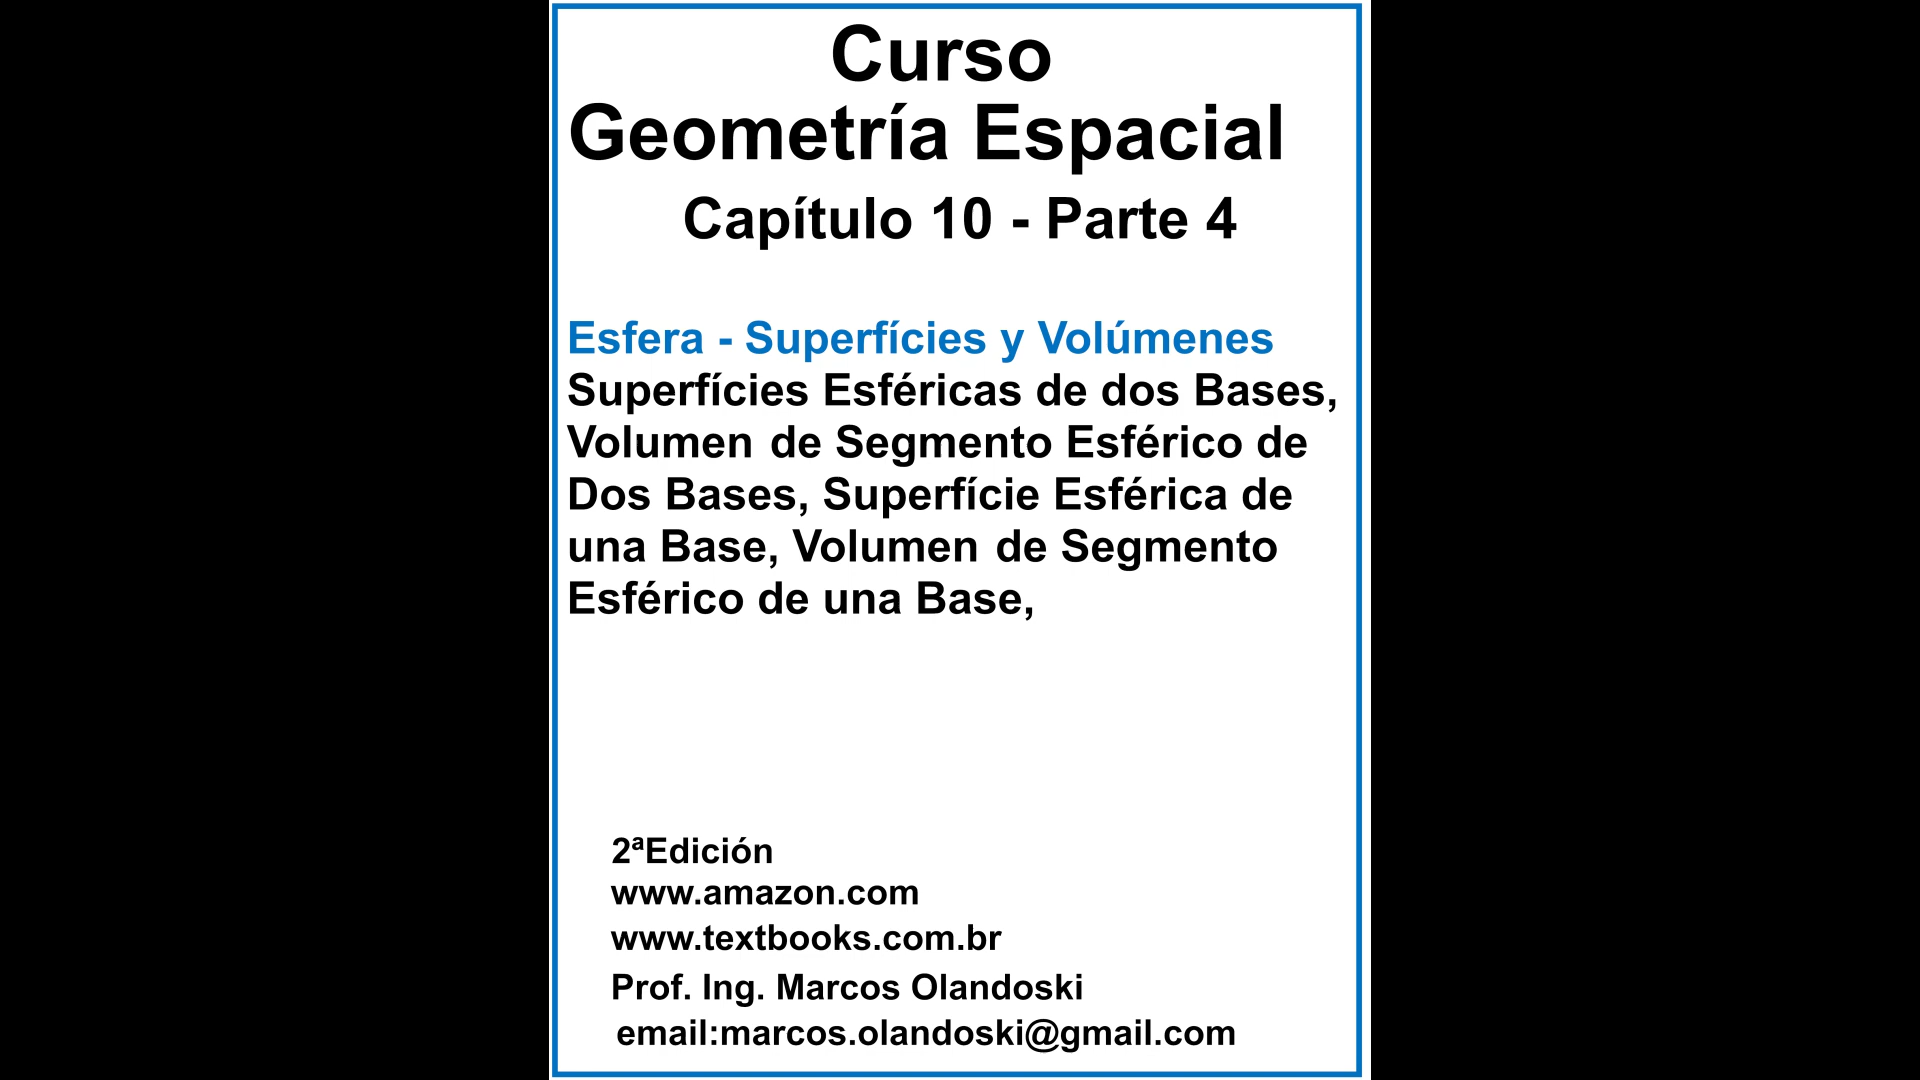 Curso
Geometría Espacial
Capítulo 10 - Parte 4
Esfera - Superfícies y Volúmenes
Superfícies Esféricas de dos Bases,
Volumen de Segmento Esférico de
Dos Bases, Superfície Esférica de
una Base, Volumen de Segmento
Esférico de una Base,
2ªEdición
www.amazon.com
www.textbooks.com.br
Prof. Ing. Marcos Olandoski
email:marcos.olandoski@gmail.com